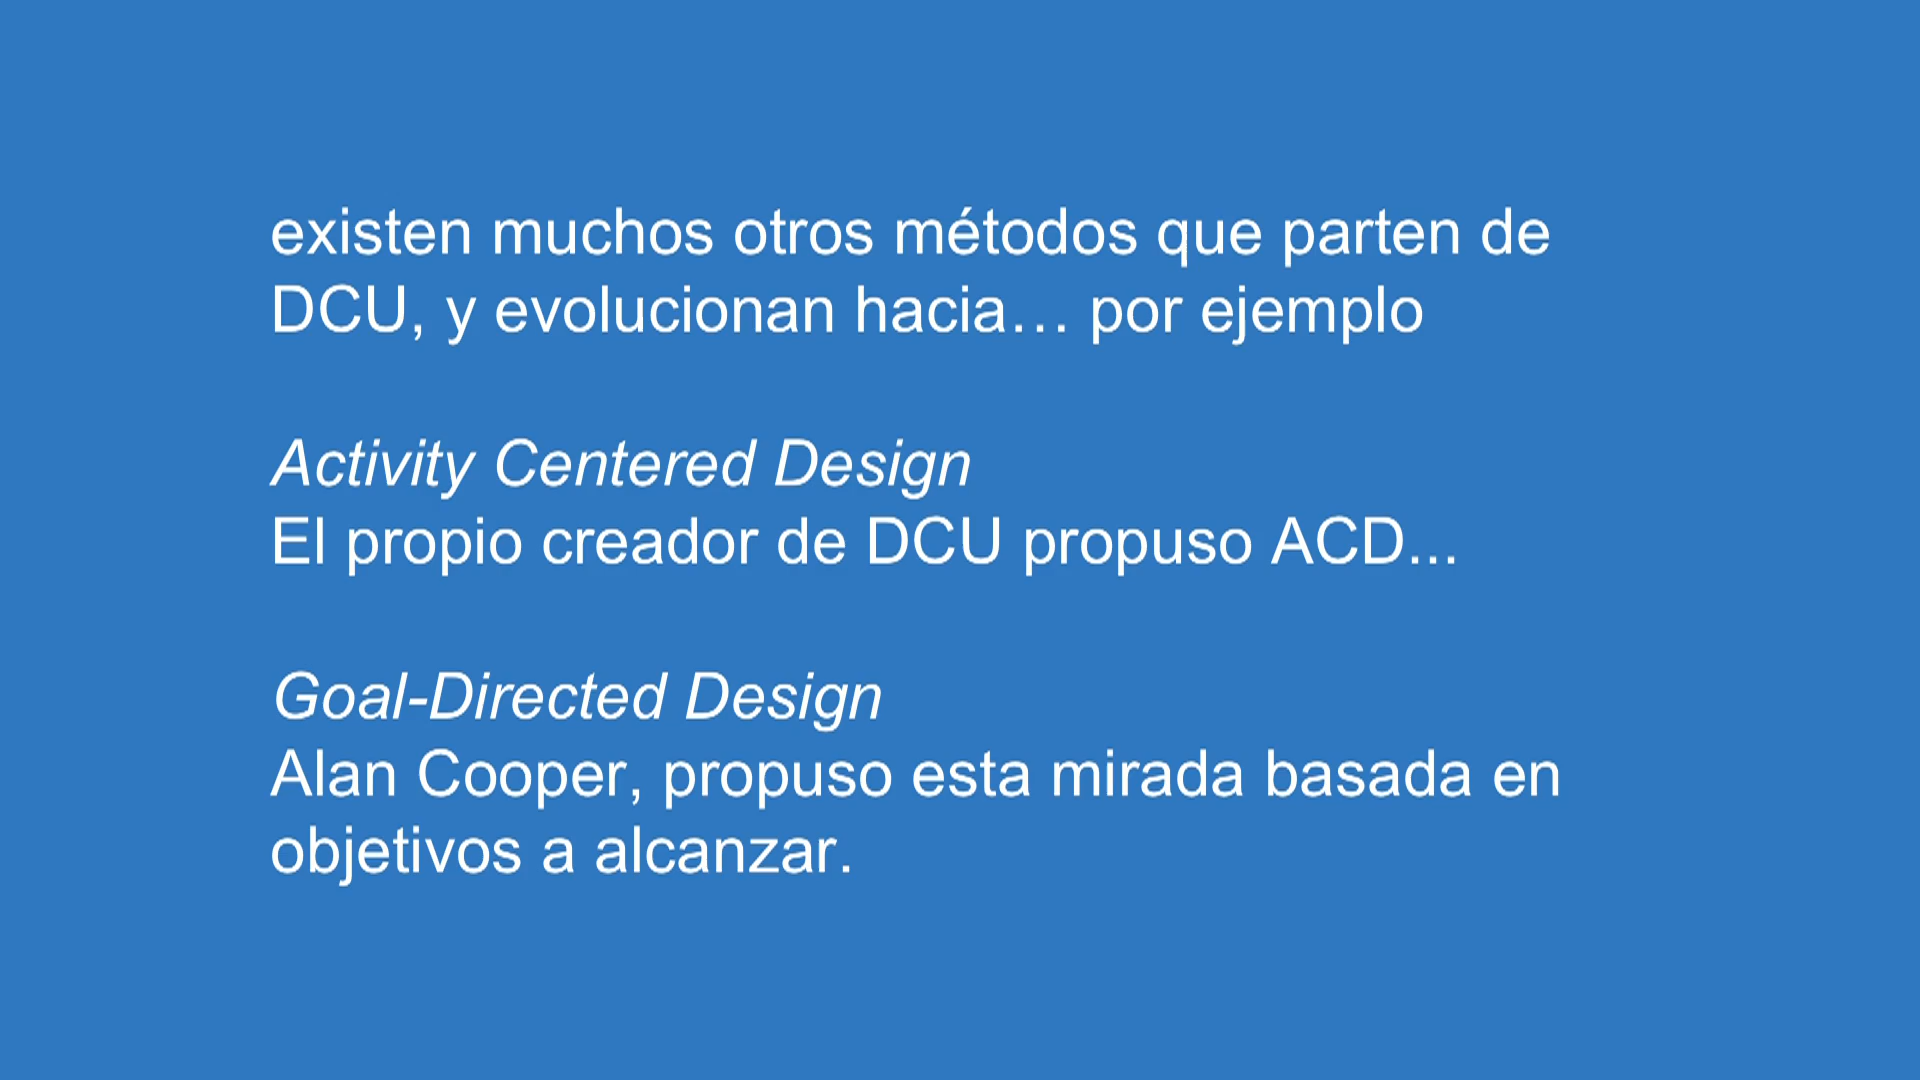 existen muchos otros métodos que parten de
DCU, y evolucionan hacia… por ejemplo
Activity Centered Design
El propio creador de DCU propuso ACD...
Goal-Directed Design
Alan Cooper, propuso esta mirada basada en
objetivos a alcanzar.